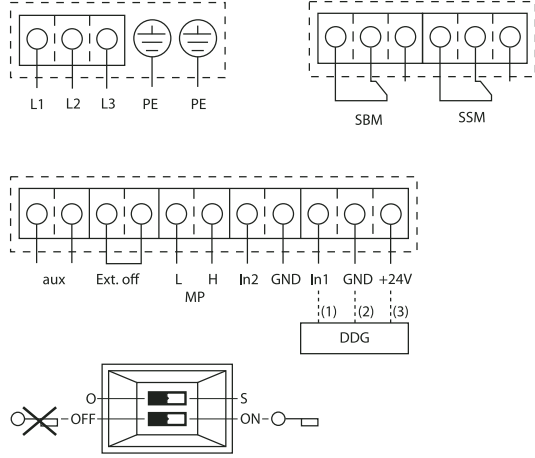 L1 L2 L3 PE PE
SBM SSM
aux Ext. off L H In2 GND In1 GND +24V
MP
(1) (2) (3)
DDG
O S
OFF ON